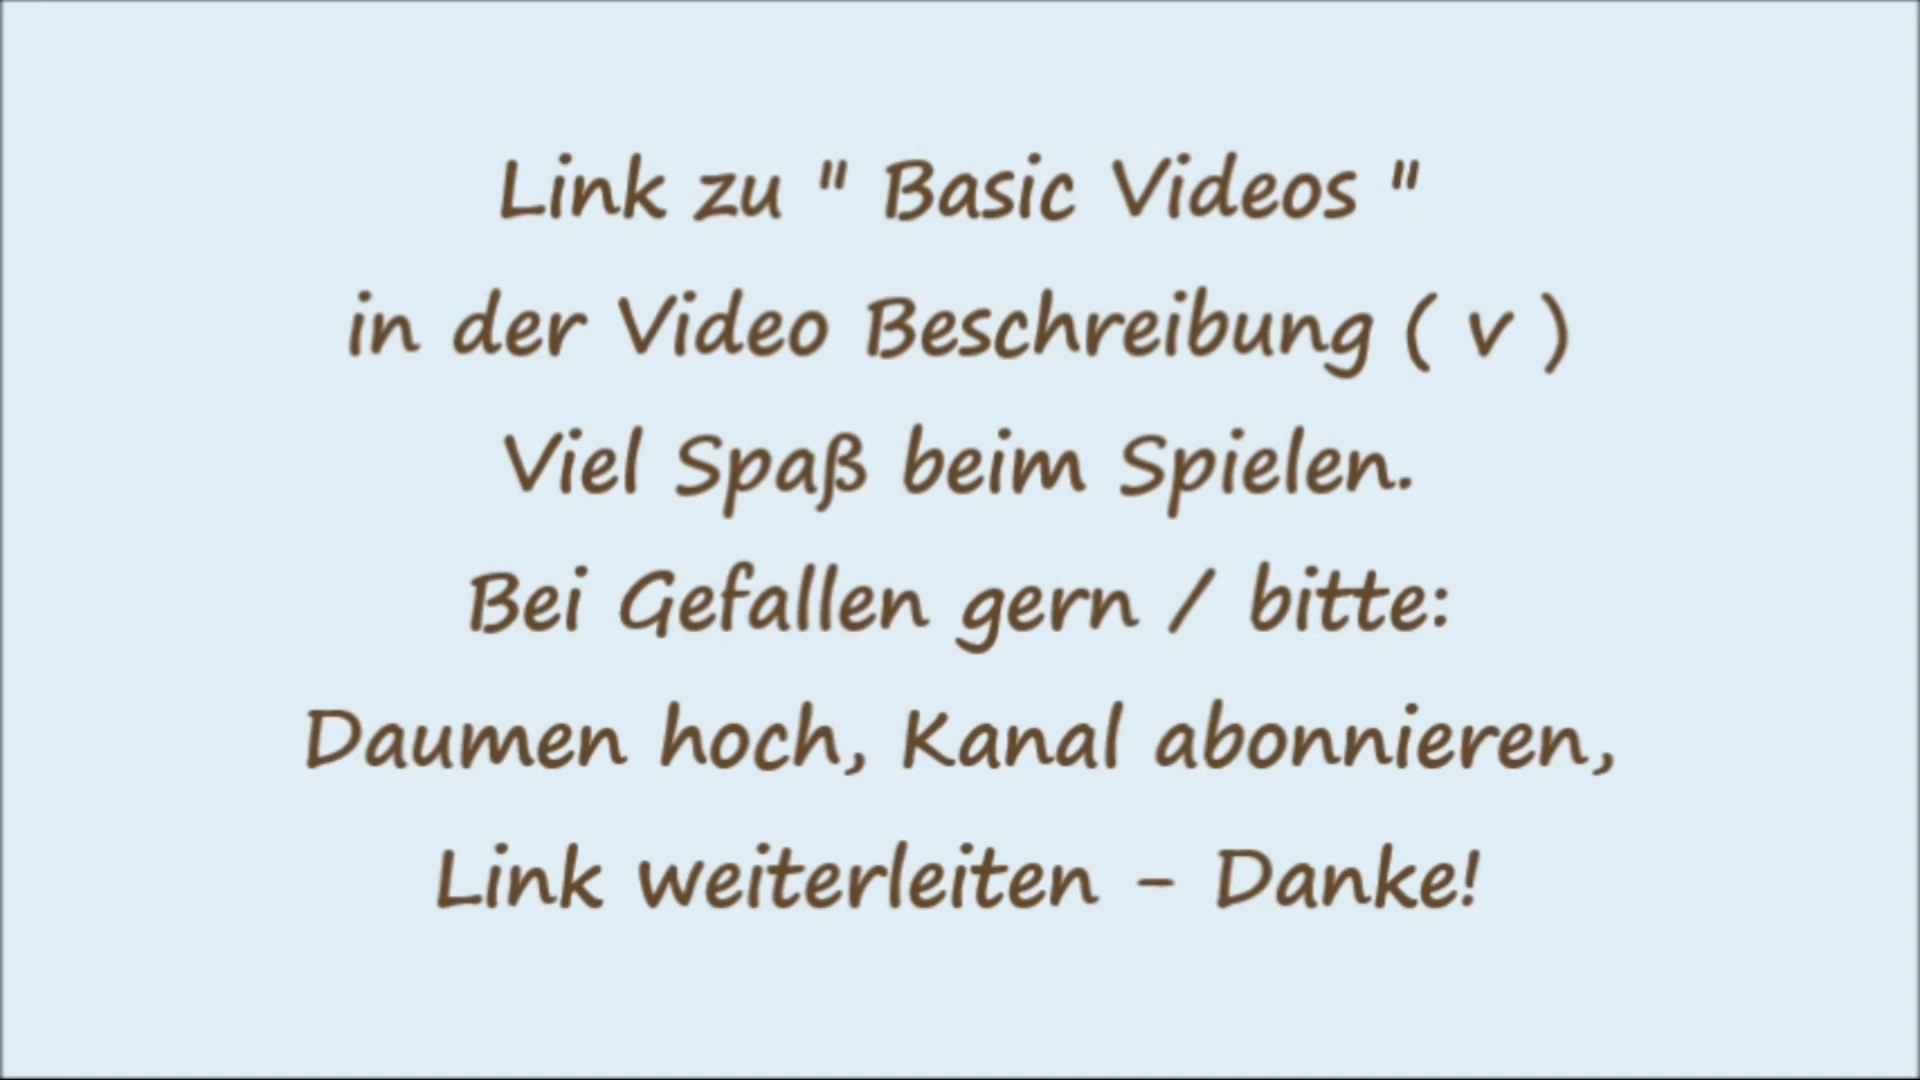 Link zu " Basic Videos "
in der Video Beschreibung ( v )
Viel Spaß beim Spielen.
Bei Gefallen gern / bitte:
Daumen hoch, Kanal abonnieren,
Link weiterleiten - Danke!